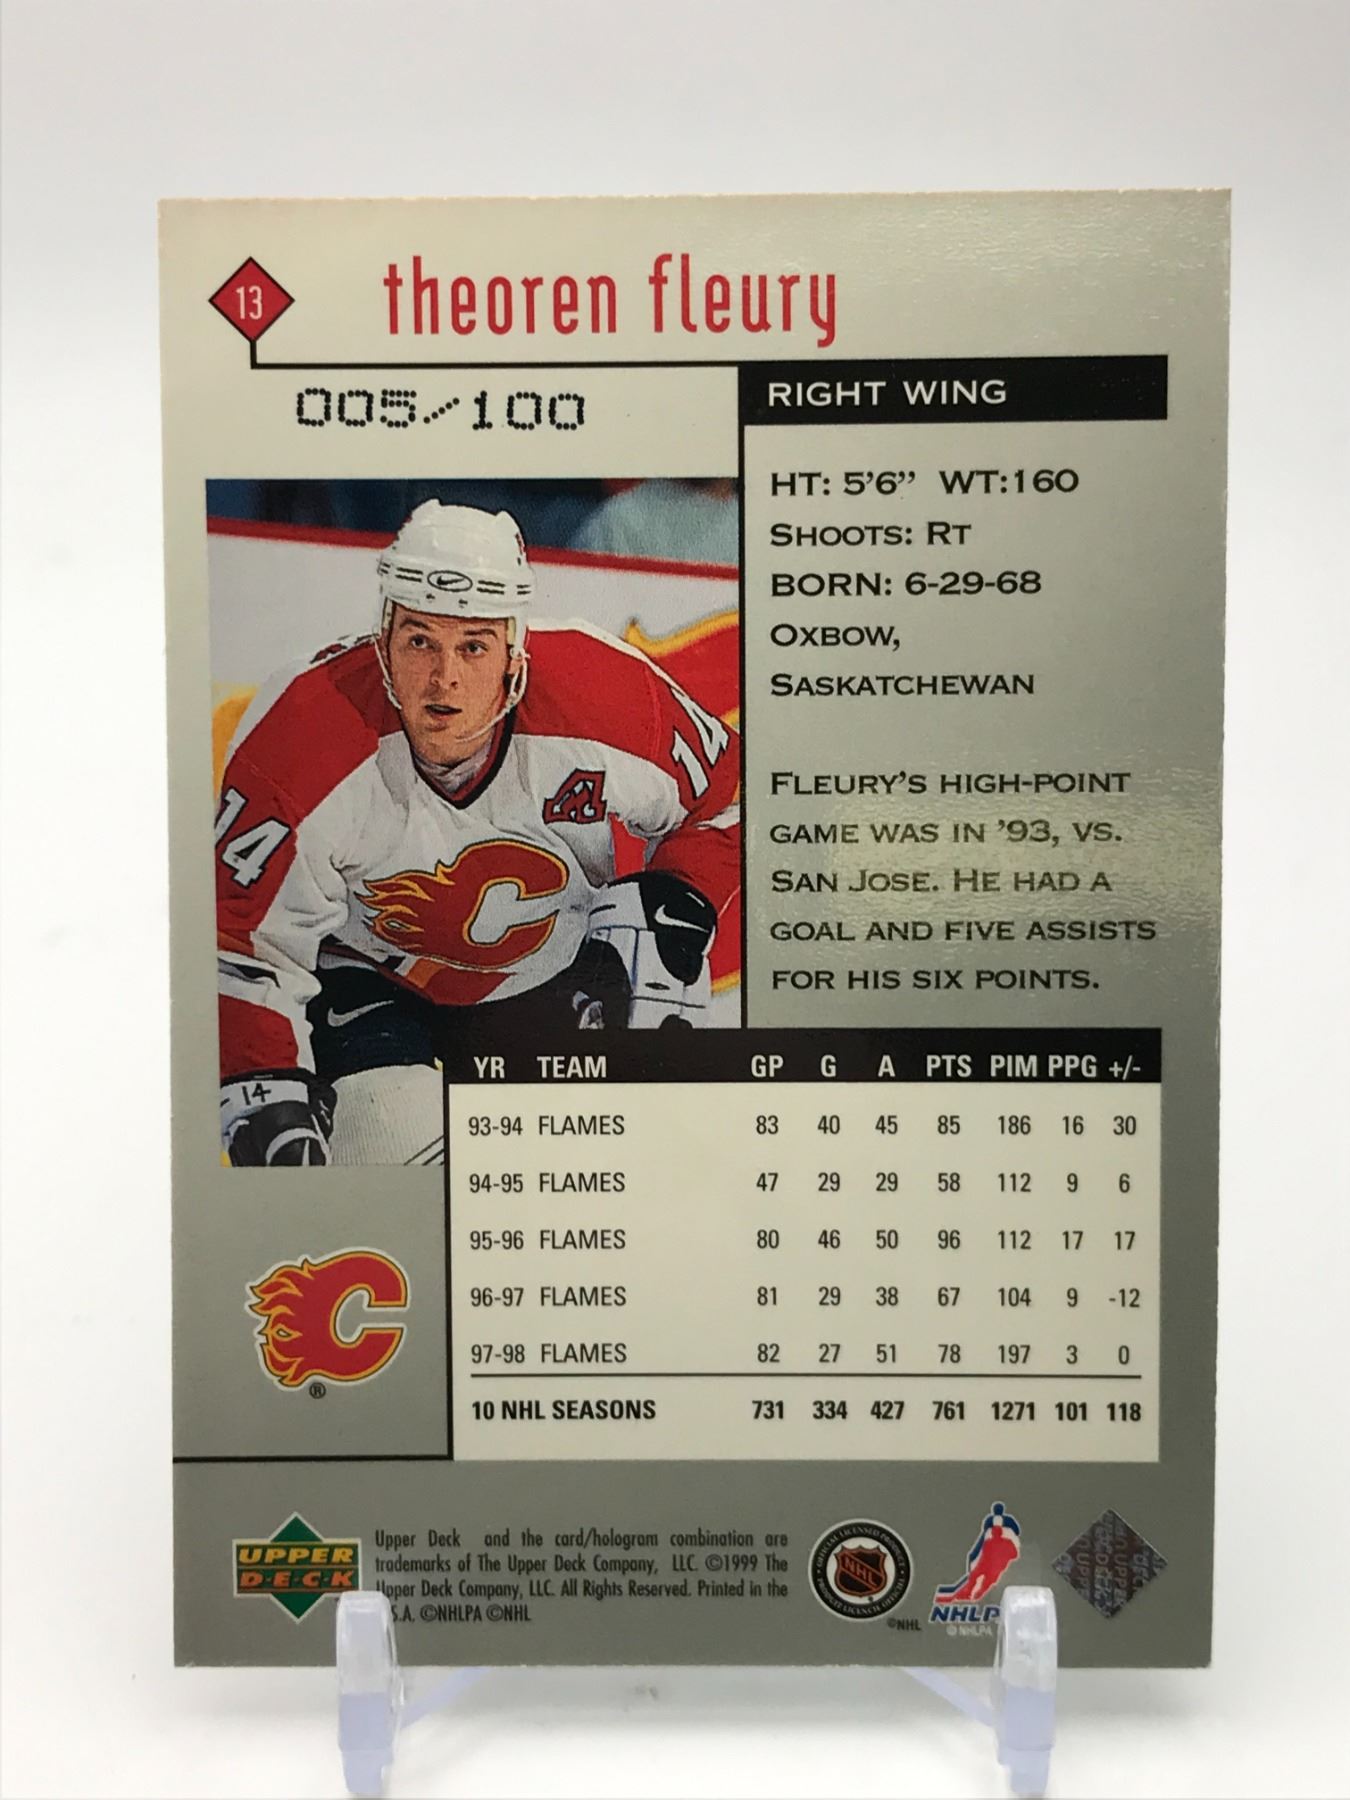 13
theoren fleury
005/100
RIGHT WING
HT: 5'6" WT:160
SHOOTS: RT
BORN: 6-29-68
OXBOW,
SASKATCHEWAN
FLEURY'S HIGH-POINT
GAME WAS IN '93, VS.
SAN JOSE. HE HAD A
GOAL AND FIVE ASSISTS
FOR HIS SIX POINTS.
14
14
A
C
14
YR TEAM GP G A PTS PIM PPG +/-
93-94 FLAMES 83 40 45 85 186 16 30
94-95 FLAMES 47 29 29 58 112 9 6
95-96 FLAMES 80 46 50 96 112 17 17
96-97 FLAMES 81 29 38 67 104 9 -12
97-98 FLAMES 82 27 51 78 197 3 0
10 NHL SEASONS 731 334 427 761 1271 101 118
C
®
UPPER
D·E·C·K
Upper Deck and the card/hologram combination are
trademarks of The Upper Deck Company, LLC. ©1999 The
Upper Deck Company, LLC. All Rights Reserved. Printed in the
S.A. ©NHLPA ©NHL
NHL
©NHL
NHLP
©NHLPA